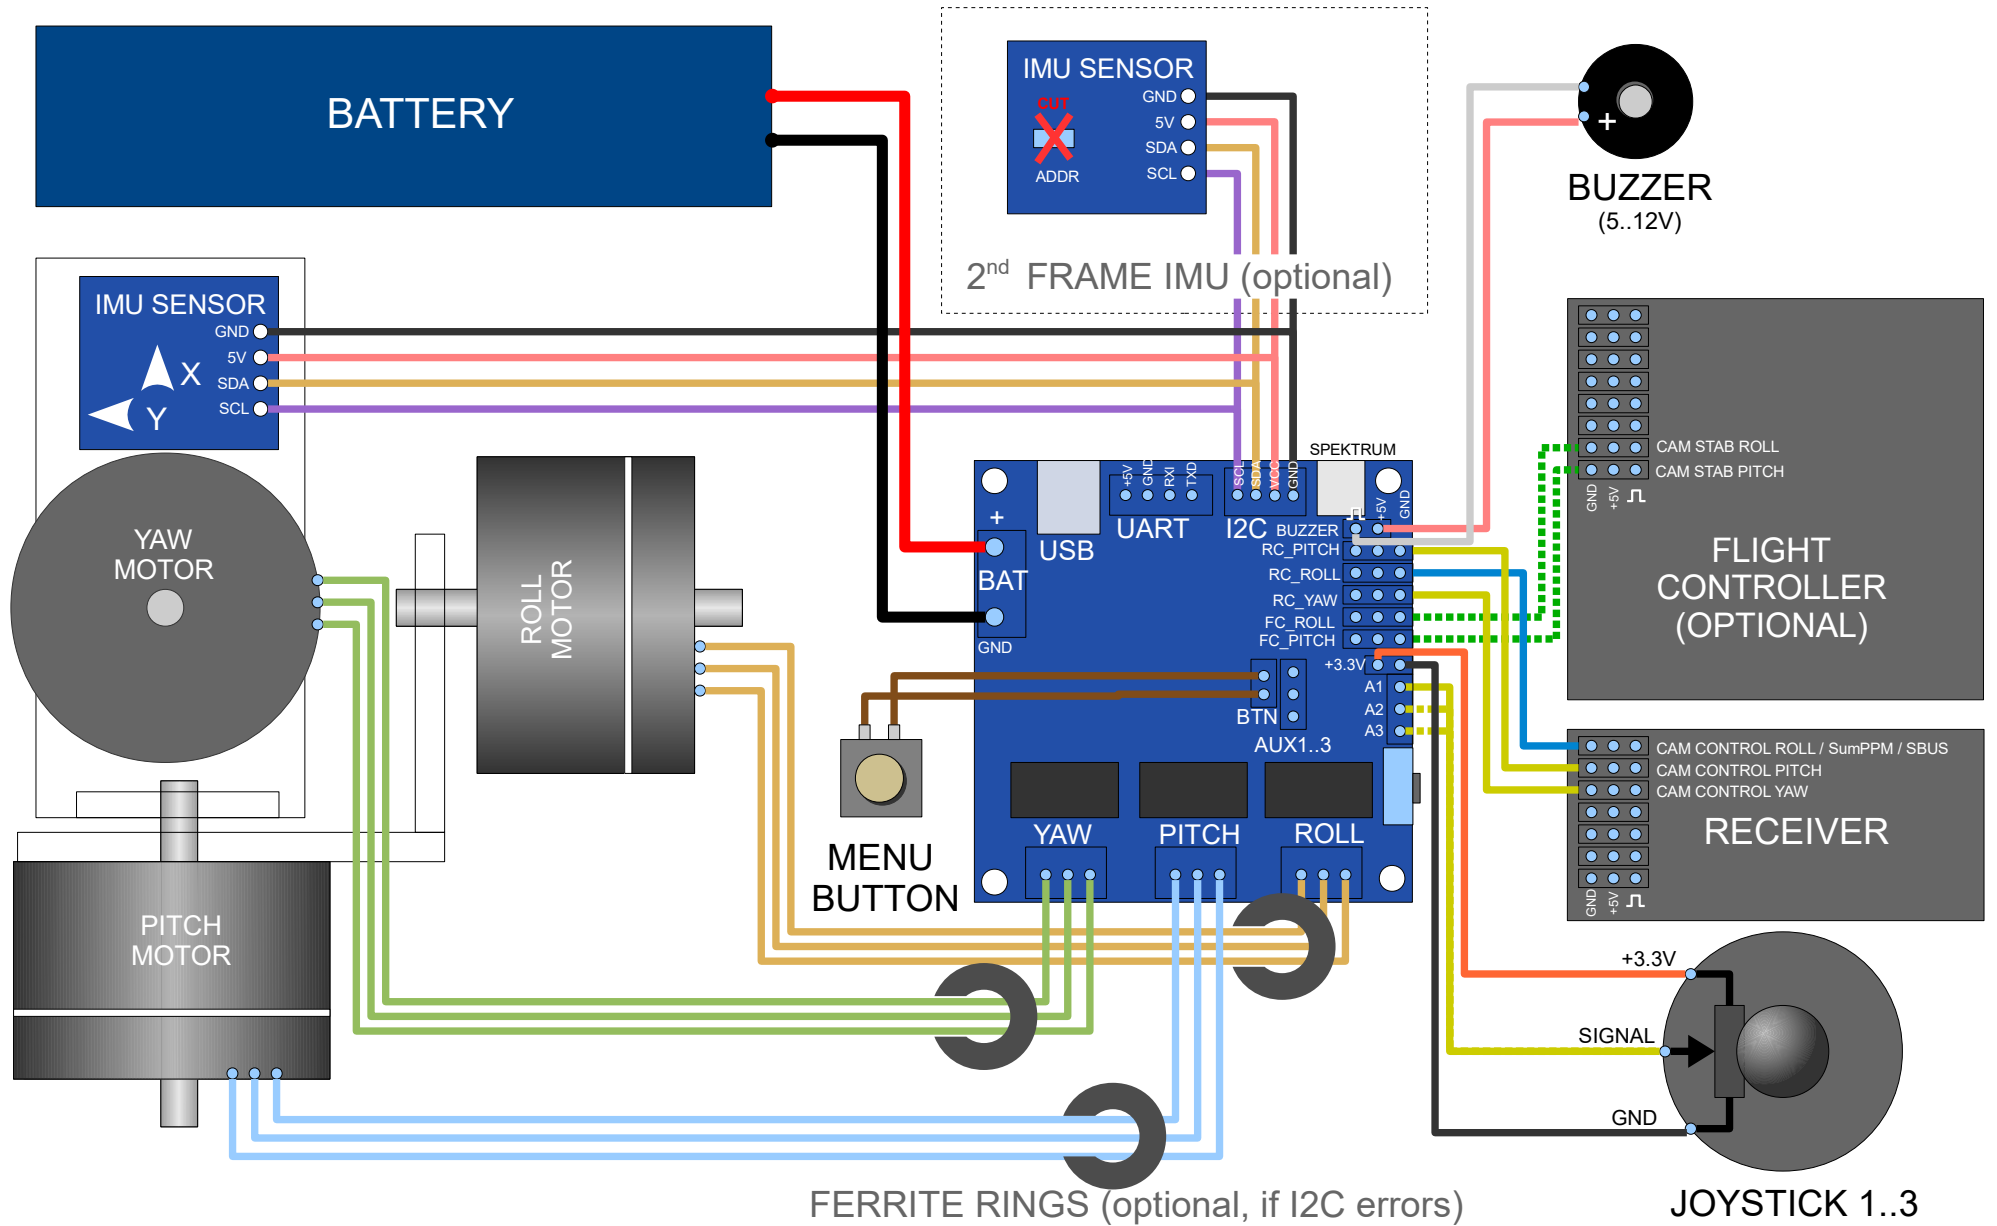 BATTERY
IMU SENSOR
GND
CUT
5V
SDA
SCL
ADDR
2nd FRAME IMU (optional)
+
BUZZER
(5..12V)
IMU SENSOR
GND
5V
X
SDA
SCL
Y
YAW
MOTOR
ROLL
MOTOR
PITCH
MOTOR
SPEKTRUM
+
BAT
GND
USB
+5V
GND
RXI
TXD
UART
SCL
SDA
VCC
GND
I2C
+5V
GND
BUZZER
RC_PITCH
RC_ROLL
RC_YAW
FC_ROLL
FC_PITCH
+3.3V
A1
A2
A3
BTN
AUX1..3
YAW
PITCH
ROLL
MENU
BUTTON
CAM STAB ROLL
CAM STAB PITCH
GND
+5V
FLIGHT
CONTROLLER
(OPTIONAL)
CAM CONTROL ROLL / SumPPM / SBUS
CAM CONTROL PITCH
CAM CONTROL YAW
RECEIVER
GND
+5V
+3.3V
SIGNAL
GND
JOYSTICK 1..3
FERRITE RINGS (optional, if I2C errors)